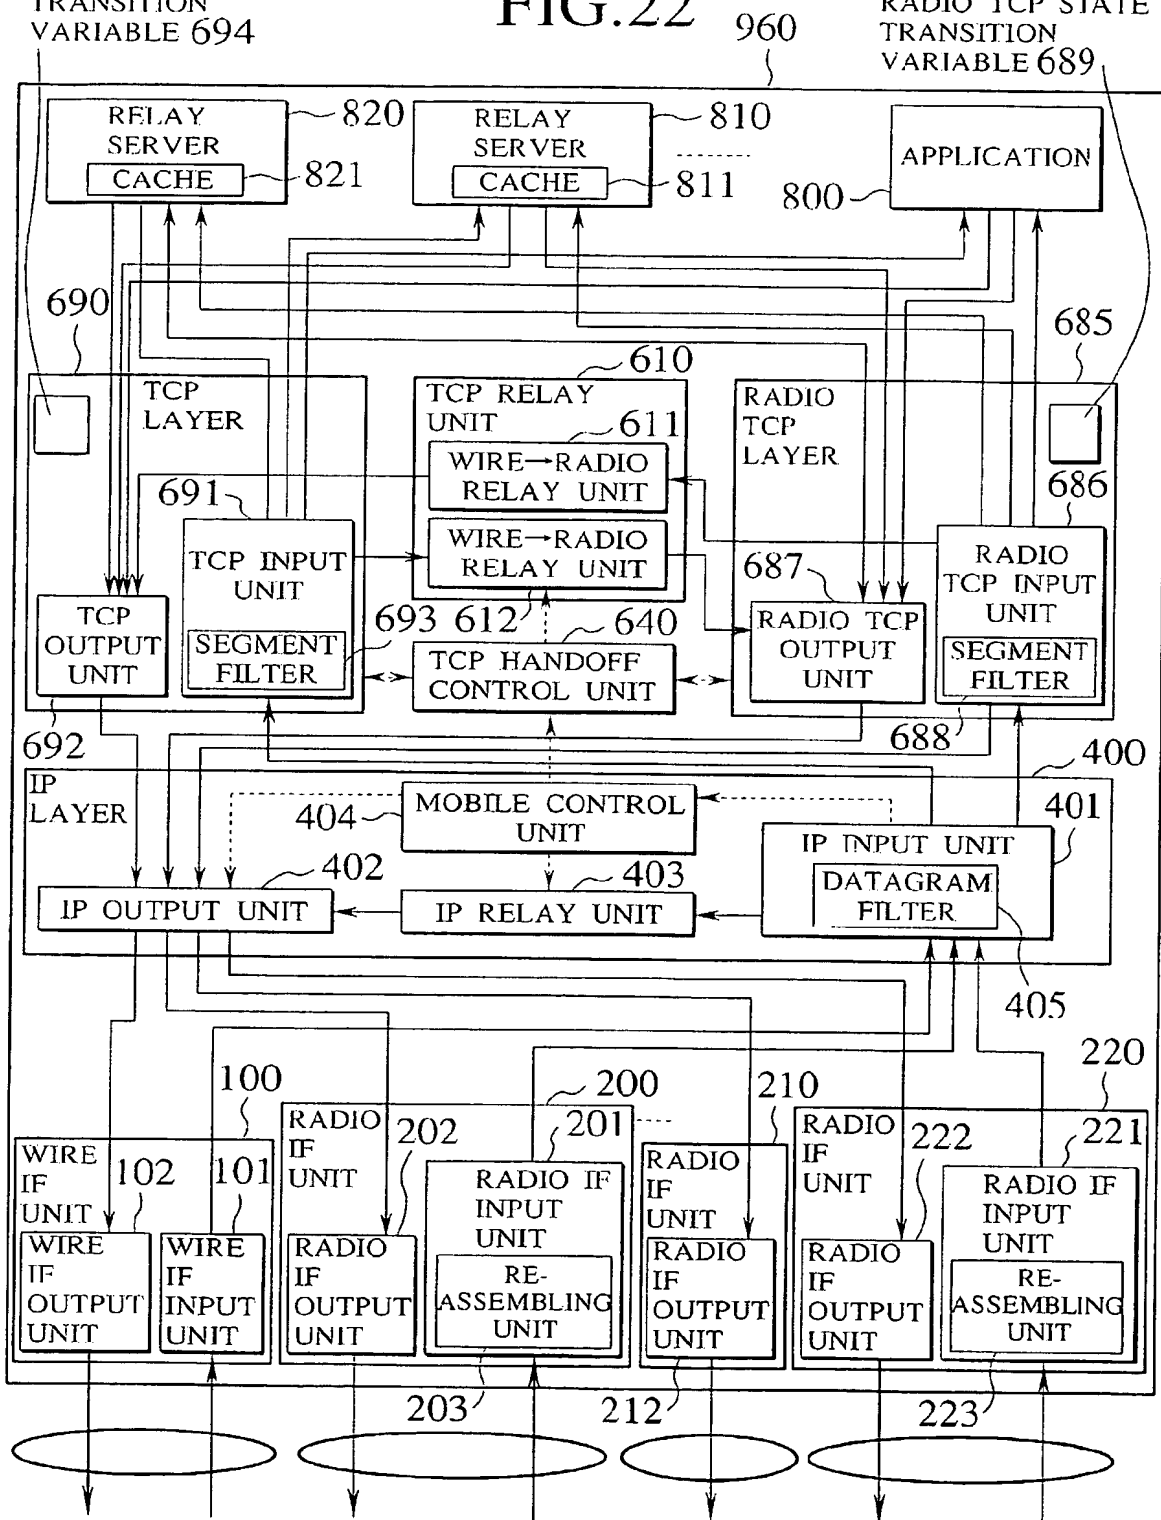 TRANSITION
VARIABLE 694
FIG.22
960
RADIO TCP STATE
TRANSITION
VARIABLE 689
RELAY
SERVER
CACHE
820
821
RELAY
SERVER
CACHE
810
811
APPLICATION
800
690
TCP
LAYER
610
TCP RELAY
UNIT
611
WIRE→RADIO
RELAY UNIT
WIRE→RADIO
RELAY UNIT
612
685
RADIO
TCP
LAYER
686
691
TCP INPUT
UNIT
SEGMENT
FILTER
693
TCP
OUTPUT
UNIT
692
640
TCP HANDOFF
CONTROL UNIT
687
RADIO TCP
OUTPUT
UNIT
RADIO
TCP INPUT
UNIT
SEGMENT
FILTER
688
400
IP
LAYER
404
MOBILE CONTROL
UNIT
401
IP INPUT UNIT
DATAGRAM
FILTER
405
402
IP OUTPUT UNIT
403
IP RELAY UNIT
100
WIRE
IF
UNIT
102
101
WIRE
IF
OUTPUT
UNIT
WIRE
IF
INPUT
UNIT
200
RADIO
IF
UNIT
202
201
RADIO IF
INPUT
UNIT
RADIO
IF
OUTPUT
UNIT
RE-
ASSEMBLING
UNIT
203
210
RADIO
IF
UNIT
RADIO
IF
OUTPUT
UNIT
212
220
RADIO
IF
UNIT
222
221
RADIO IF
INPUT
UNIT
RADIO
IF
OUTPUT
UNIT
RE-
ASSEMBLING
UNIT
223